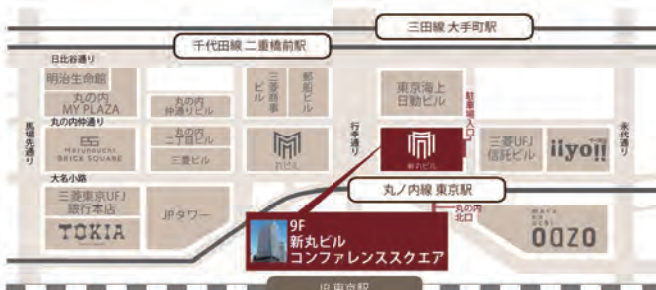 三田線 大手町駅
千代田線 二重橋前駅
日比谷通り
明治生命館
丸の内
MY PLAZA
丸の内
仲通りビル
三菱商事
ビル
郵船ビル
東京海上
日動ビル
駐車場入口
丸の内仲通り
馬場先通り
Marunouchi
BRICK SQUARE
丸の内
二丁目ビル
三菱ビル
丸ビル
行幸通り
新丸ビル
三菱UFJ
信託ビル
iiyo!!
永代通り
大名小路
三菱東京UFJ
銀行本店
TOKIA
JPタワー
丸ノ内線 東京駅
丸の内
北口
maru
no
uchi
OAZO
9F
新丸ビル
コンファレンススクエア
JR東京駅